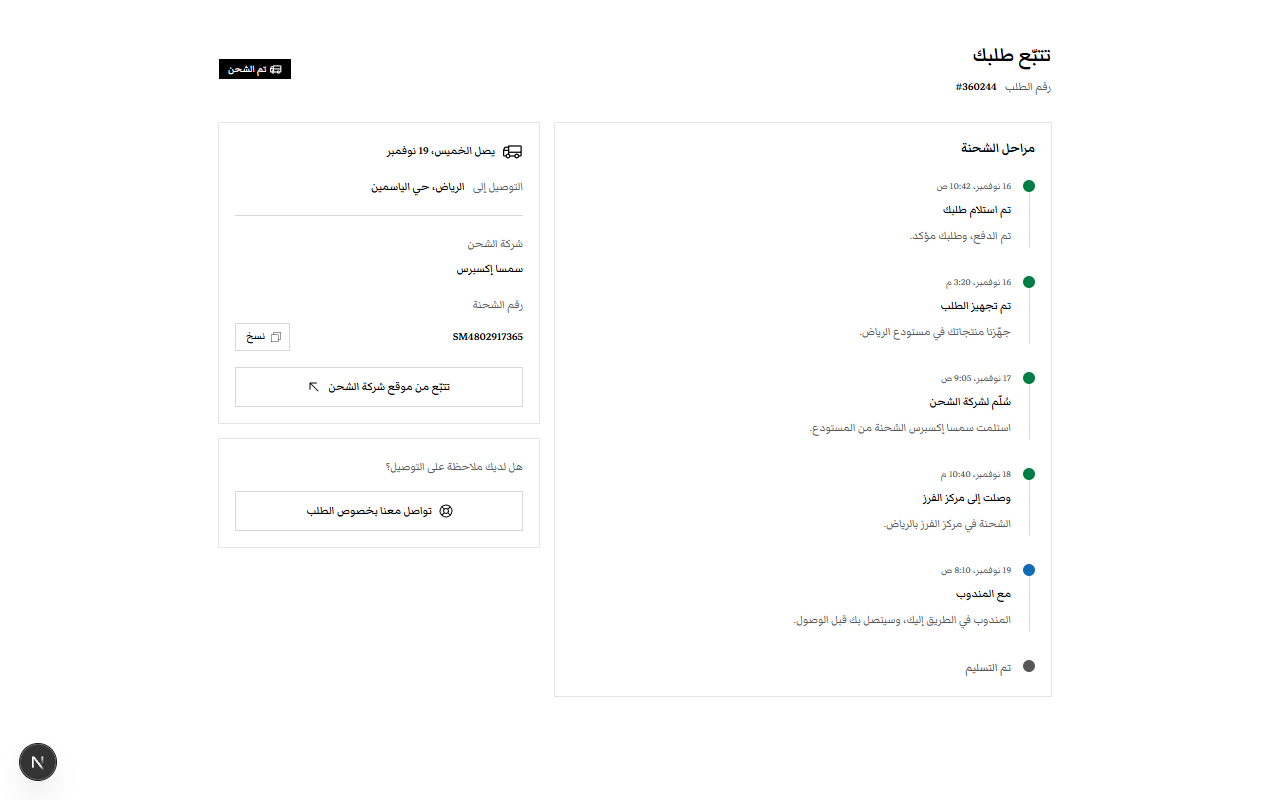 تتبّع طلبك
رقم الطلب #360244
تم الشحن
مراحل الشحنة
16 نوفمبر، 10:42 ص
تم استلام طلبك
تم الدفع، وطلبك مؤكد.
16 نوفمبر، 3:20 م
تم تجهيز الطلب
جهّزنا منتجاتك في مستودع الرياض.
17 نوفمبر، 9:05 ص
سُلّم لشركة الشحن
استلمت سمسا إكسبرس الشحنة من المستودع.
18 نوفمبر، 10:40 م
وصلت إلى مركز الفرز
الشحنة في مركز الفرز بالرياض.
19 نوفمبر، 8:10 ص
مع المندوب
المندوب في الطريق إليك، وسيتصل بك قبل الوصول.
تم التسليم
يصل الخميس، 19 نوفمبر
التوصيل إلى الرياض، حي الياسمين
شركة الشحن
سمسا إكسبرس
رقم الشحنة
SM4802917365
نسخ
تتبّع من موقع شركة الشحن
هل لديك ملاحظة على التوصيل؟
تواصل معنا بخصوص الطلب
N